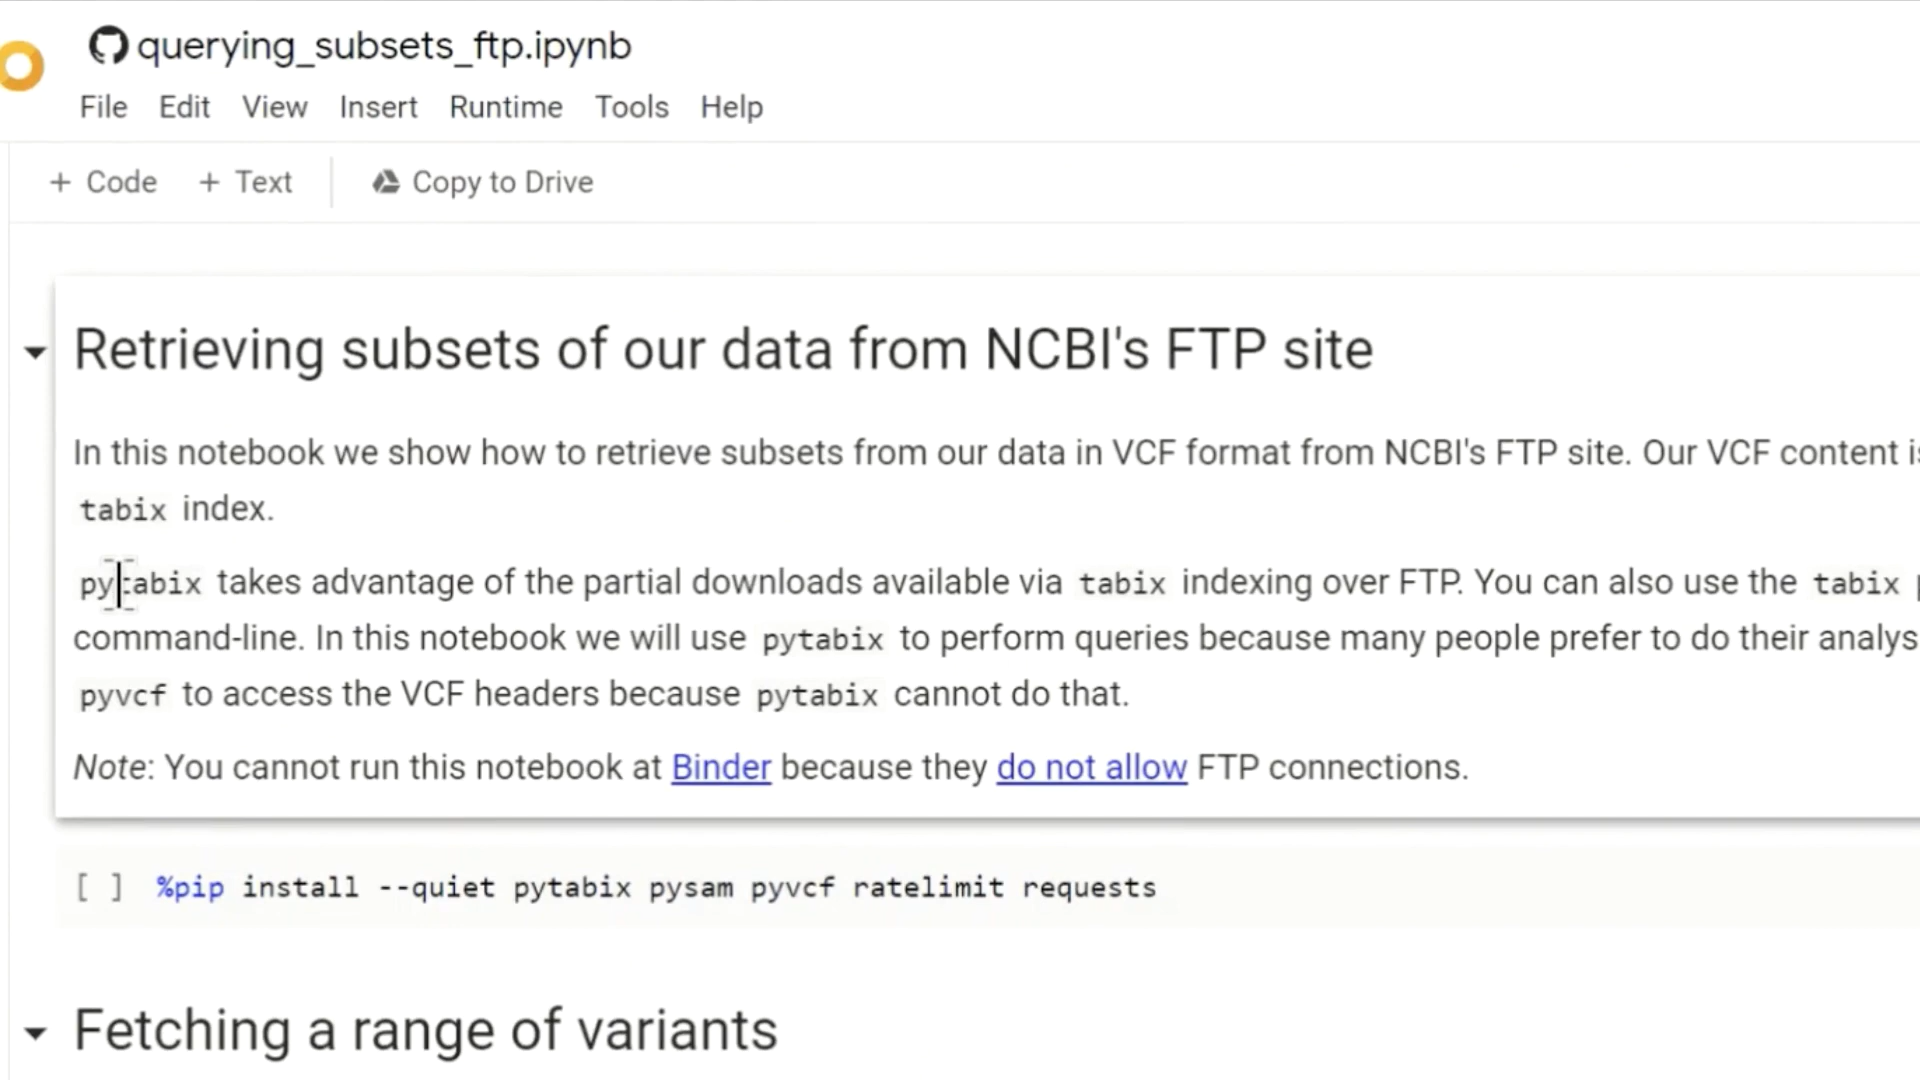 querying_subsets_ftp.ipynb
File Edit View Insert Runtime Tools Help
+ Code + Text Copy to Drive
Retrieving subsets of our data from NCBI's FTP site
In this notebook we show how to retrieve subsets from our data in VCF format from NCBI's FTP site. Our VCF content
tabix index.
pytabix takes advantage of the partial downloads available via tabix indexing over FTP. You can also use the tabix
command-line. In this notebook we will use pytabix to perform queries because many people prefer to do their
pyvcf to access the VCF headers because pytabix cannot do that.
Note: You cannot run this notebook at Binder because they do not allow FTP connections.
[ ] %pip install --quiet pytabix pysam pyvcf ratelimit requests
Fetching a range of variants